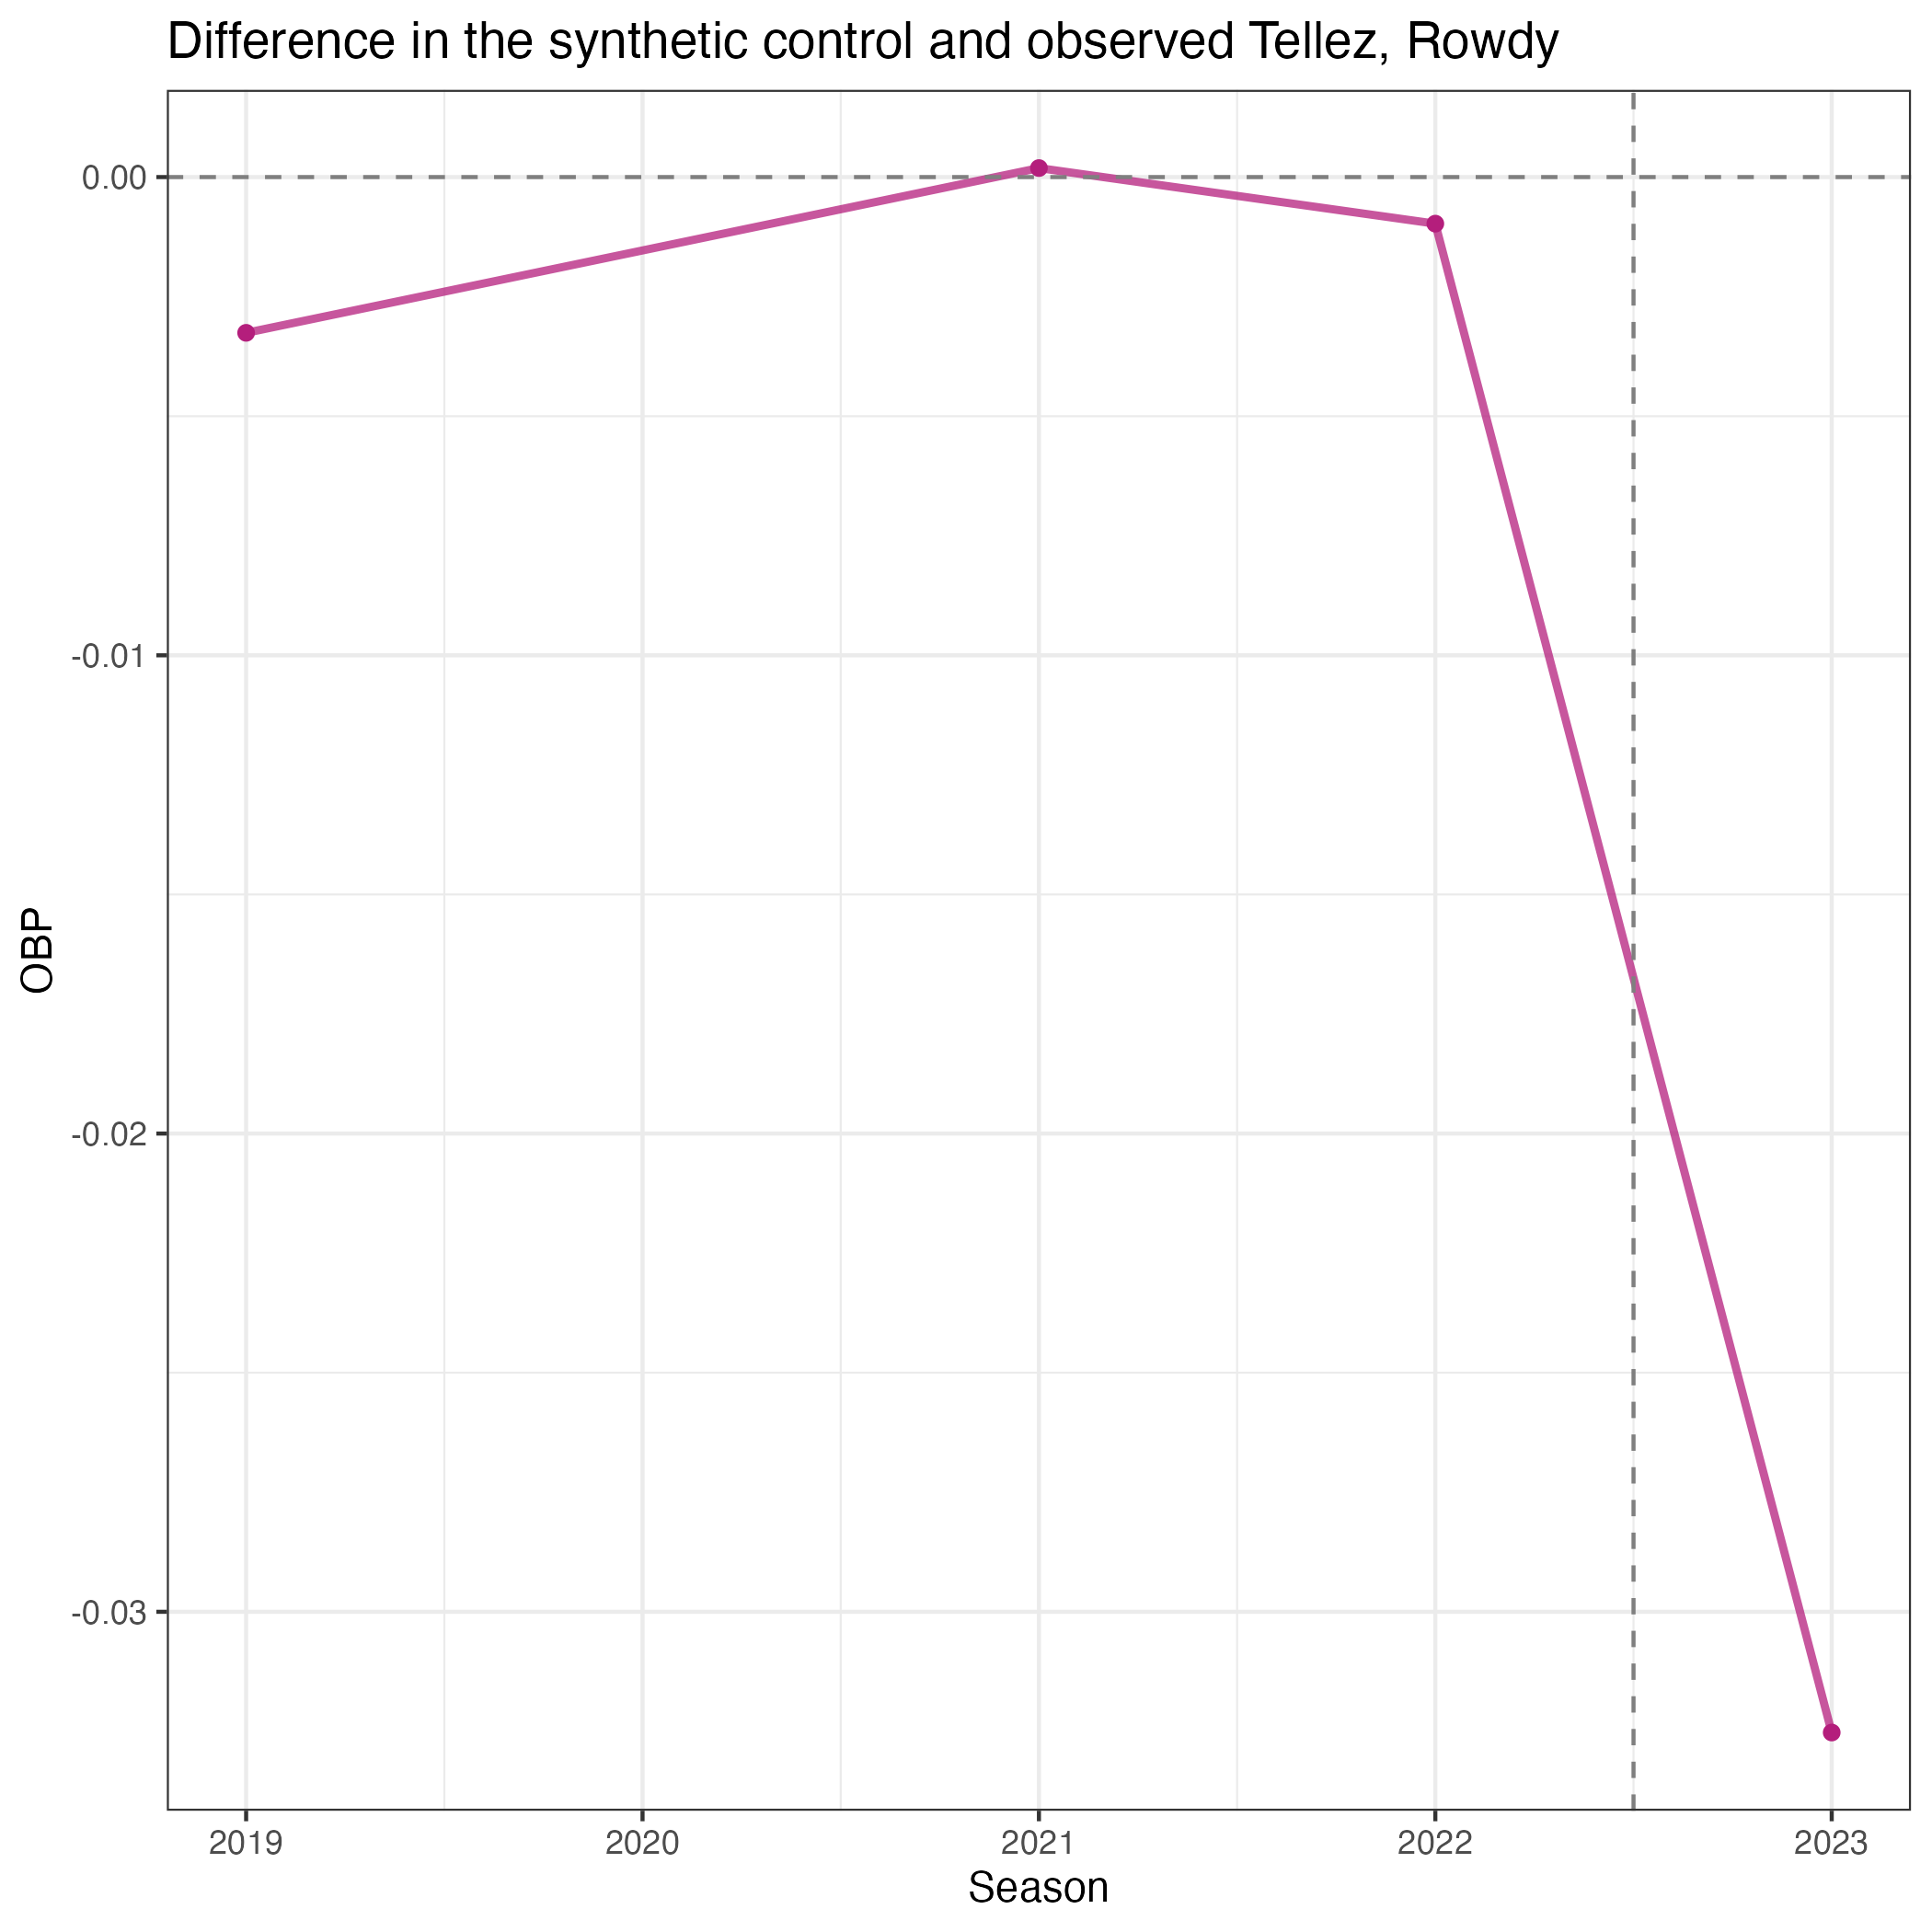 Difference in the synthetic control and observed Tellez, Rowdy
0.00
-0.01
-0.02
-0.03
OBP
2019 2020 2021 2022 2023
Season